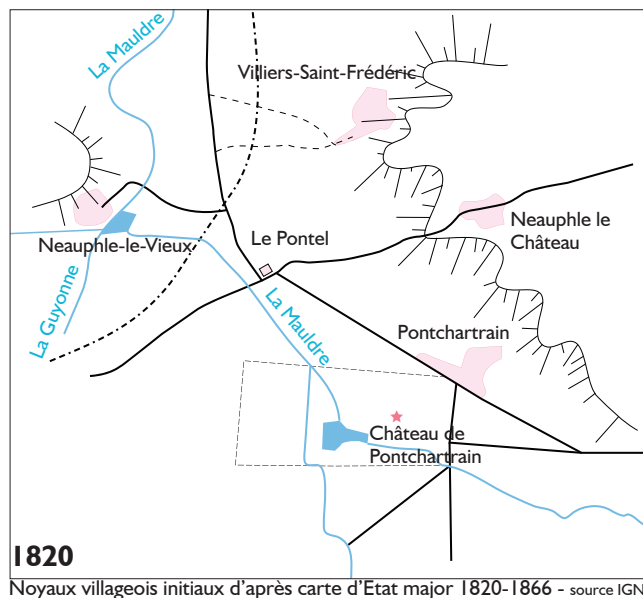 La Mauldre
Villiers-Saint-Frédéric
Neauphle le
Château
Neauphle-le-Vieux
Le Pontel
La Guyonne
La Mauldre
Pontchartrain
Château de
Pontchartrain
1820
Noyaux villageois initiaux d'après carte d'Etat major 1820-1866 - source IGN